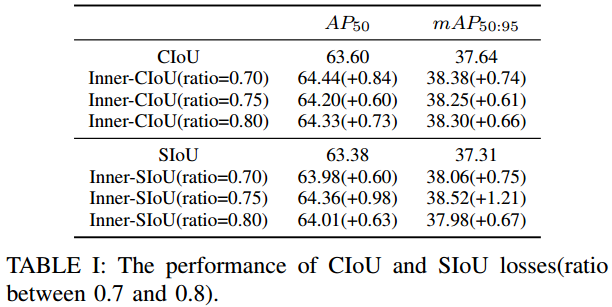 AP50 mAP50:95
CIoU 63.60 37.64
Inner-CIoU(ratio=0.70) 64.44(+0.84) 38.38(+0.74)
Inner-CIoU(ratio=0.75) 64.20(+0.60) 38.25(+0.61)
Inner-CIoU(ratio=0.80) 64.33(+0.73) 38.30(+0.66)
SIoU 63.38 37.31
Inner-SIoU(ratio=0.70) 63.98(+0.60) 38.06(+0.75)
Inner-SIoU(ratio=0.75) 64.36(+0.98) 38.52(+1.21)
Inner-SIoU(ratio=0.80) 64.01(+0.63) 37.98(+0.67)
TABLE I: The performance of CIoU and SIoU losses(ratio
between 0.7 and 0.8).